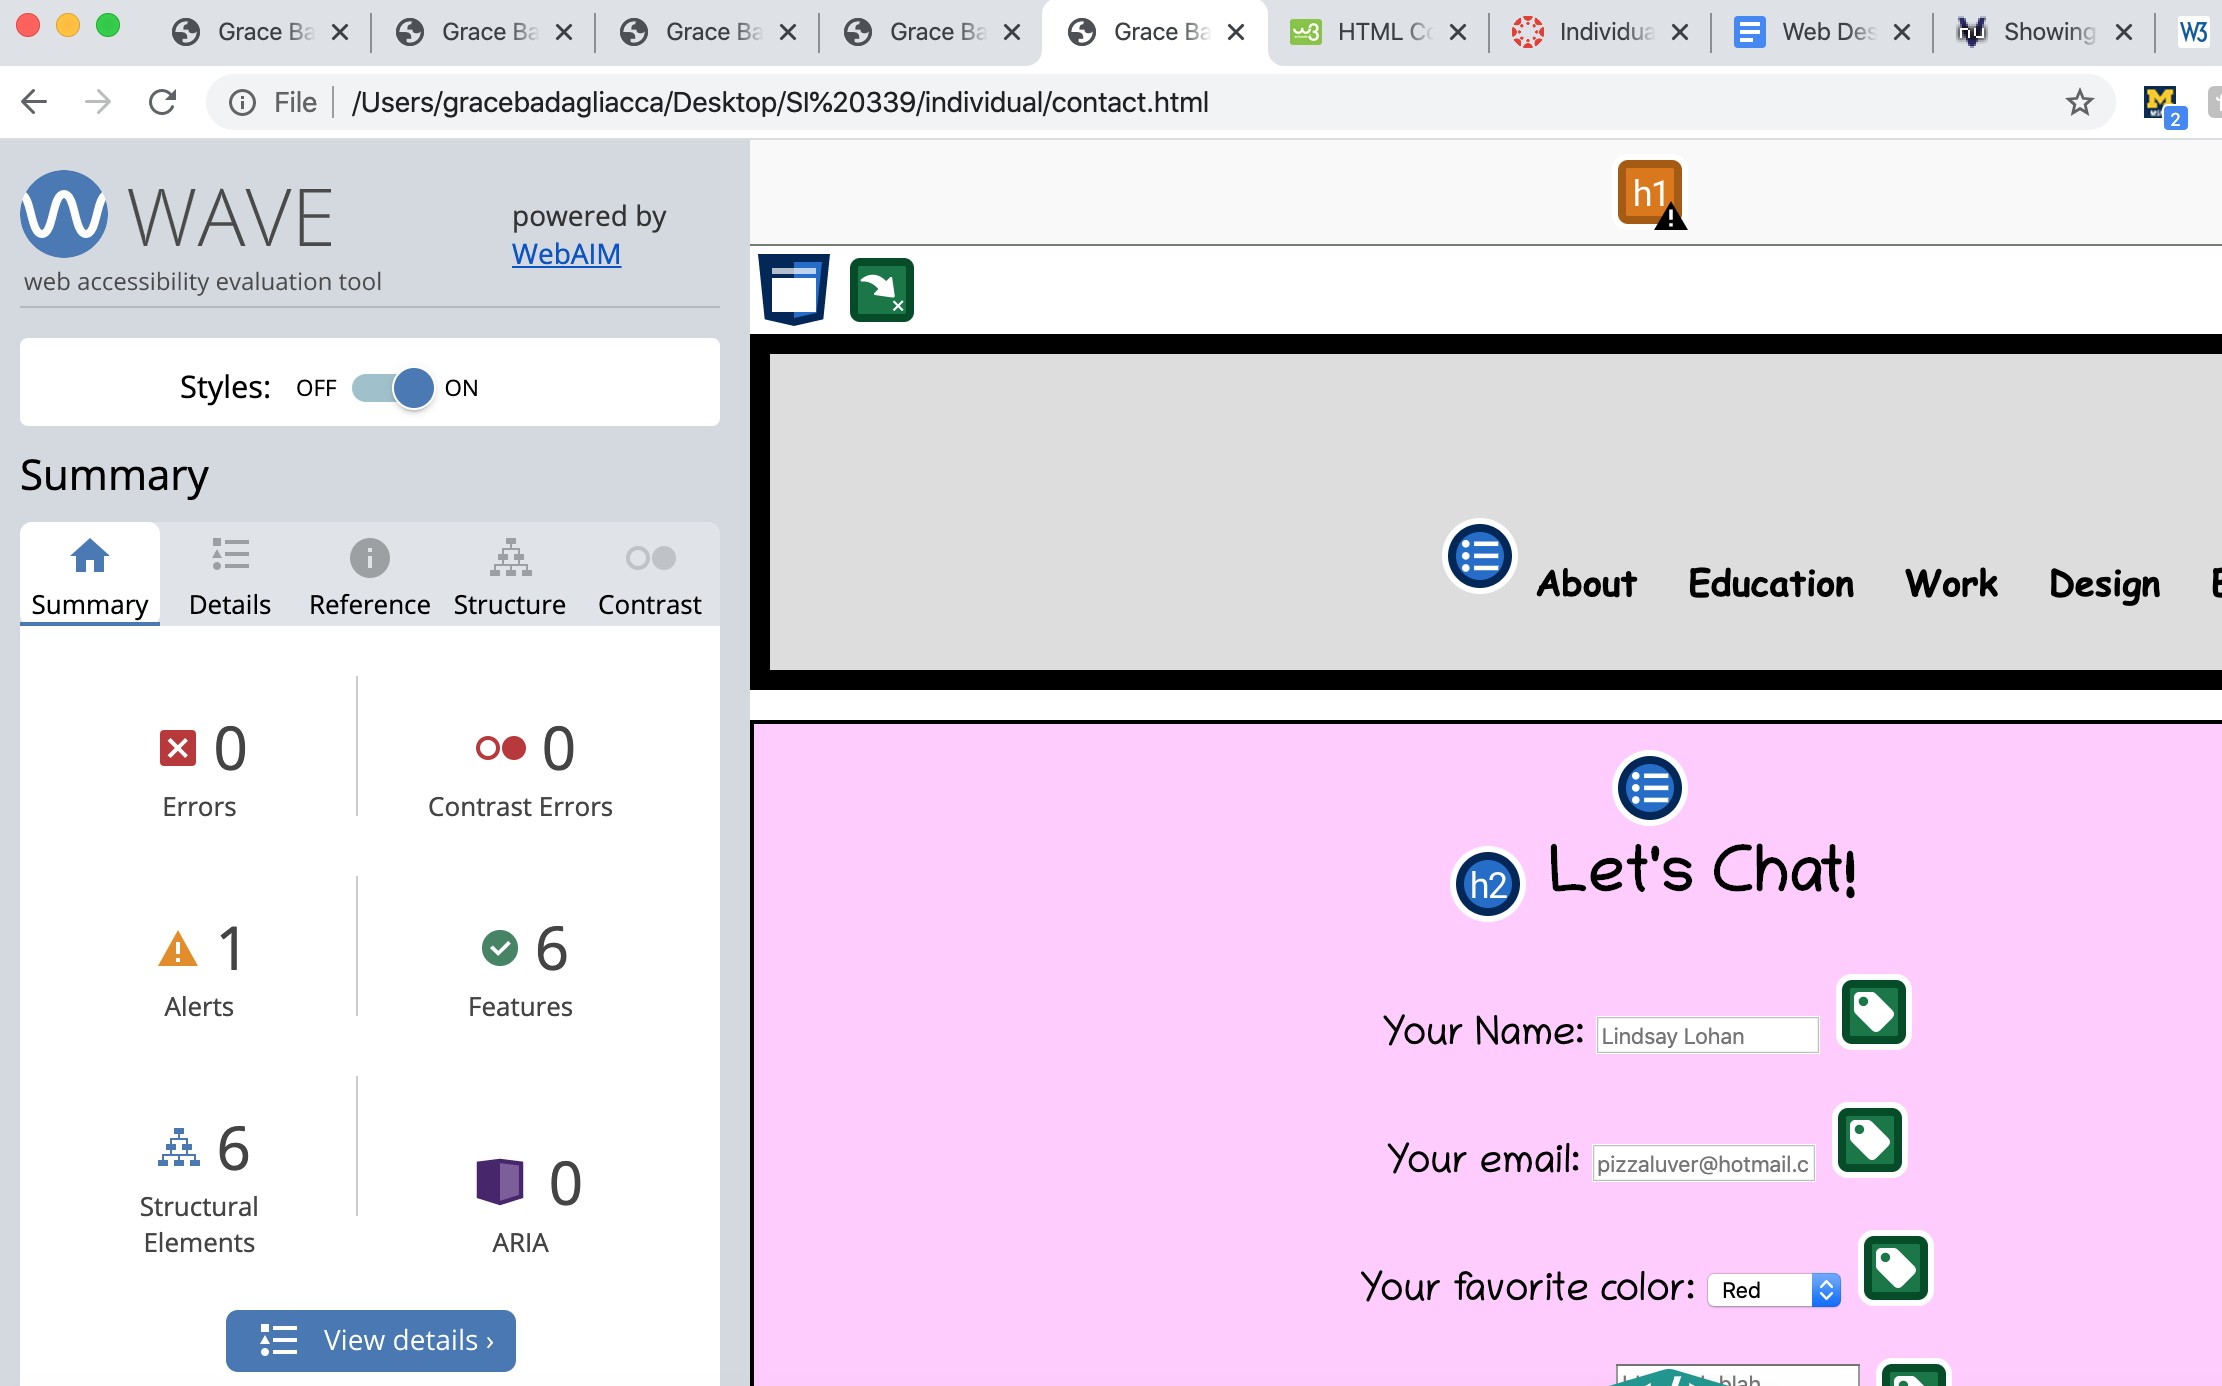 Grace Ba Grace Ba Grace Ba Grace Ba Grace Ba HTML Co Individua Web Des Showing W3
File /Users/gracebadagliacca/Desktop/SI%20339/individual/contact.html 2
WAVE powered by
WebAIM
web accessibility evaluation tool
Styles: OFF ON
Summary
Summary Details Reference Structure Contrast
0 Errors
0 Contrast Errors
1 Alerts
6 Features
6 Structural
Elements
0 ARIA
View details ›
h1
About Education Work Design
h2 Let's Chat!
Your Name: Lindsay Lohan
Your email: pizzaluver@hotmail.c
Your favorite color: Red